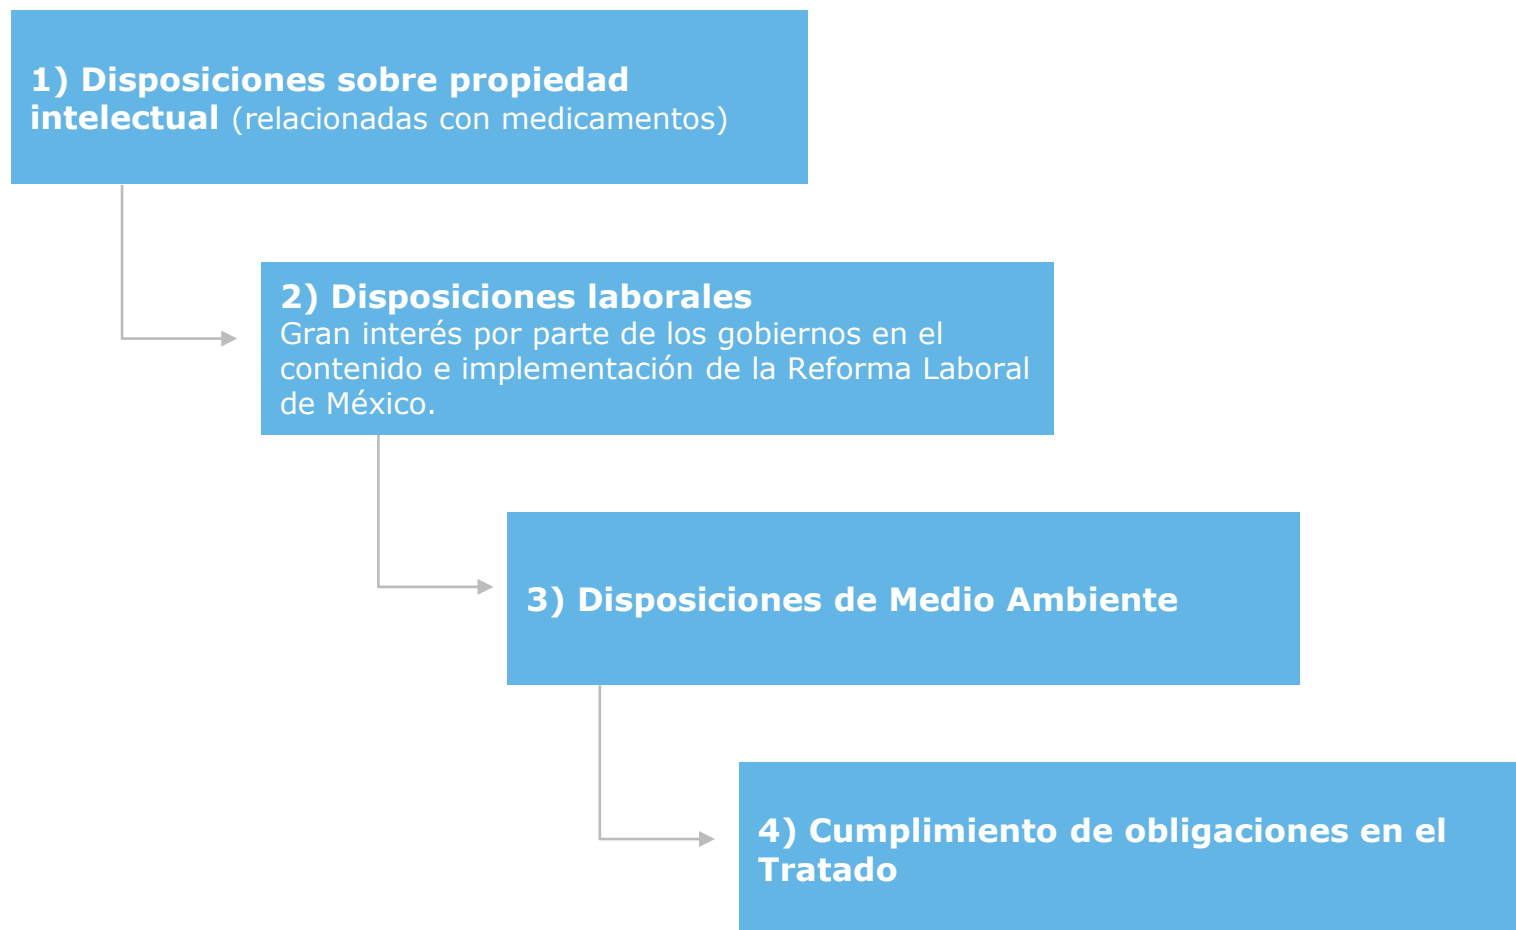 1) Disposiciones sobre propiedad
intelectual (relacionadas con medicamentos)
2) Disposiciones laborales
Gran interés por parte de los gobiernos en el
contenido e implementación de la Reforma Laboral
de México.
3) Disposiciones de Medio Ambiente
4) Cumplimiento de obligaciones en el
Tratado